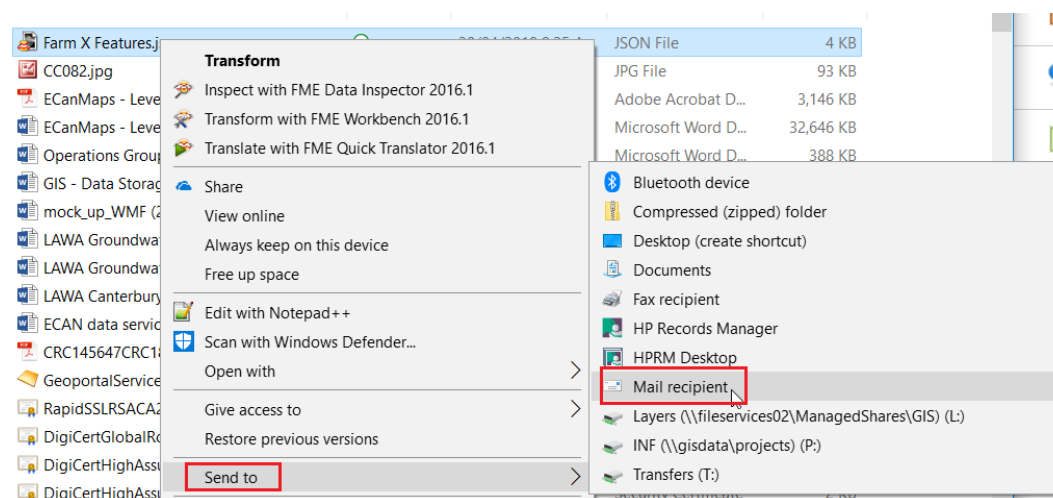 Farm X Features.j
JSON File 4 KB
CC082.jpg
JPG File 93 KB
ECanMaps - Leve
Adobe Acrobat D... 3,146 KB
ECanMaps - Leve
Microsoft Word D... 32,646 KB
Operations Grou
Microsoft Word D... 388 KB
GIS - Data Storag
mock_up_WMF (2
LAWA Groundwa
LAWA Groundwa
LAWA Canterbury
ECAN data servic
CRC145647CRC18
GeoportalService
RapidSSLRSACA2
DigiCertGlobalRo
DigiCertHighAssu
DigiCertHighAssu
Transform
Inspect with FME Data Inspector 2016.1
Transform with FME Workbench 2016.1
Translate with FME Quick Translator 2016.1
Share
View online
Always keep on this device
Free up space
Edit with Notepad++
Scan with Windows Defender...
Open with
Give access to
Restore previous versions
Send to
Bluetooth device
Compressed (zipped) folder
Desktop (create shortcut)
Documents
Fax recipient
HP Records Manager
HPRM Desktop
Mail recipient
Layers (\\fileservices02\ManagedShares\GIS) (L:)
INF (\\gisdata\projects) (P:)
Transfers (T:)